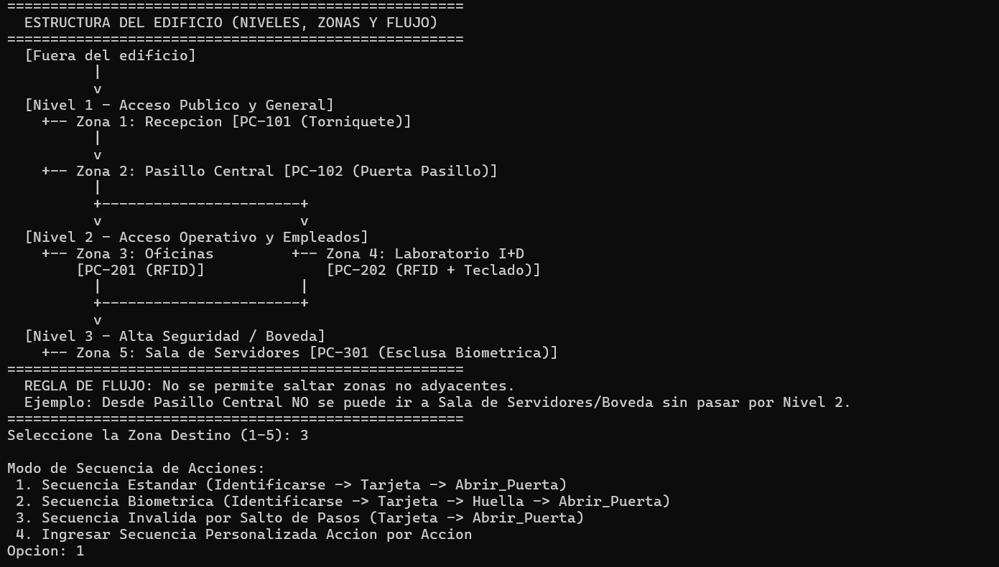 =====================================================
  ESTRUCTURA DEL EDIFICIO (NIVELES, ZONAS Y FLUJO)
=====================================================
  [Fuera del edificio]
          |
          v
  [Nivel 1 - Acceso Publico y General]
    +-- Zona 1: Recepcion [PC-101 (Torniquete)]
          |
          v
    +-- Zona 2: Pasillo Central [PC-102 (Puerta Pasillo)]
          |
          +-----------------------+
          v                       v
  [Nivel 2 - Acceso Operativo y Empleados]
    +-- Zona 3: Oficinas         +-- Zona 4: Laboratorio I+D
        [PC-201 (RFID)]              [PC-202 (RFID + Teclado)]
          |                       |
          +-----------------------+
          v
  [Nivel 3 - Alta Seguridad / Boveda]
    +-- Zona 5: Sala de Servidores [PC-301 (Esclusa Biometrica)]
=====================================================
  REGLA DE FLUJO: No se permite saltar zonas no adyacentes.
  Ejemplo: Desde Pasillo Central NO se puede ir a Sala de Servidores/Boveda sin pasar por Nivel 2.
=====================================================
Seleccione la Zona Destino (1-5): 3

Modo de Secuencia de Acciones:
 1. Secuencia Estandar (Identificarse -> Tarjeta -> Abrir_Puerta)
 2. Secuencia Biometrica (Identificarse -> Tarjeta -> Huella -> Abrir_Puerta)
 3. Secuencia Invalida por Salto de Pasos (Tarjeta -> Abrir_Puerta)
 4. Ingresar Secuencia Personalizada Accion por Accion
Opcion: 1